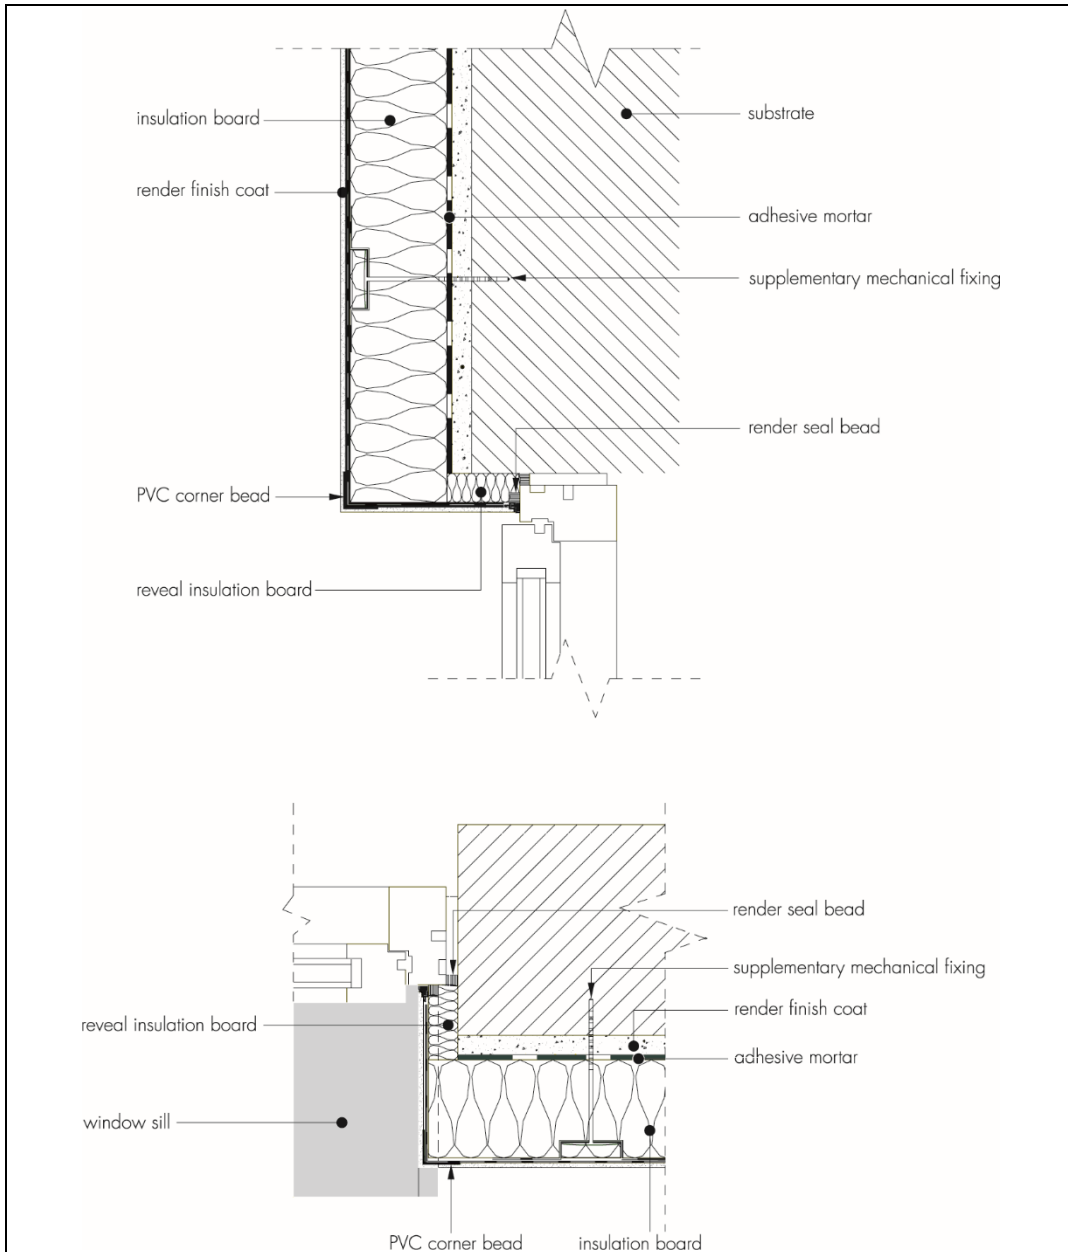 insulation board
substrate
render finish coat
adhesive mortar
supplementary mechanical fixing
render seal bead
PVC corner bead
reveal insulation board
render seal bead
supplementary mechanical fixing
render finish coat
reveal insulation board
adhesive mortar
window sill
PVC corner bead
insulation board